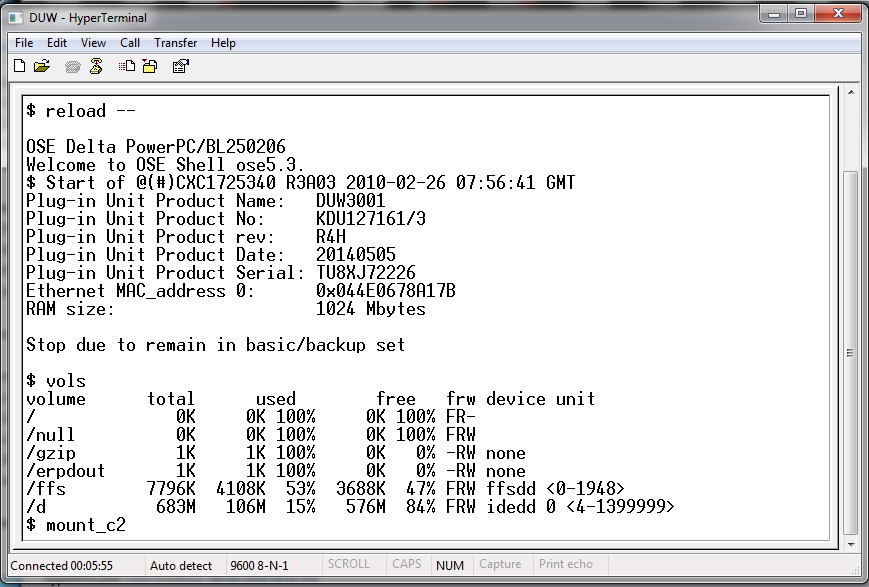 DUW - HyperTerminal
File Edit View Call Transfer Help
$ reload --
OSE Delta PowerPC/BL250206
Welcome to OSE Shell ose5.3.
$ Start of @(#)CXC1725340 R3A03 2010-02-26 07:56:41 GMT
Plug-in Unit Product Name: DUW3001
Plug-in Unit Product No: KDU127161/3
Plug-in Unit Product rev: R4H
Plug-in Unit Product Date: 20140505
Plug-in Unit Product Serial: TU8XJ72226
Ethernet MAC_address 0: 0x044E0678A17B
RAM size: 1024 Mbytes
Stop due to remain in basic/backup set
$ vols
volume total used free frw device unit
/ 0K 0K 100% 0K 100% FR-
/null 0K 0K 100% 0K 100% FRW
/gzip 1K 1K 100% 0K 0% -RW none
/erpdout 1K 1K 100% 0K 0% -RW none
/ffs 7796K 4108K 53% 3688K 47% FRW ffsdd <0-1948>
/d 683M 106M 15% 576M 84% FRW idedd 0 <4-1399999>
$ mount_c2
Connected 00:05:55 Auto detect 9600 8-N-1 SCROLL CAPS NUM Capture Print echo